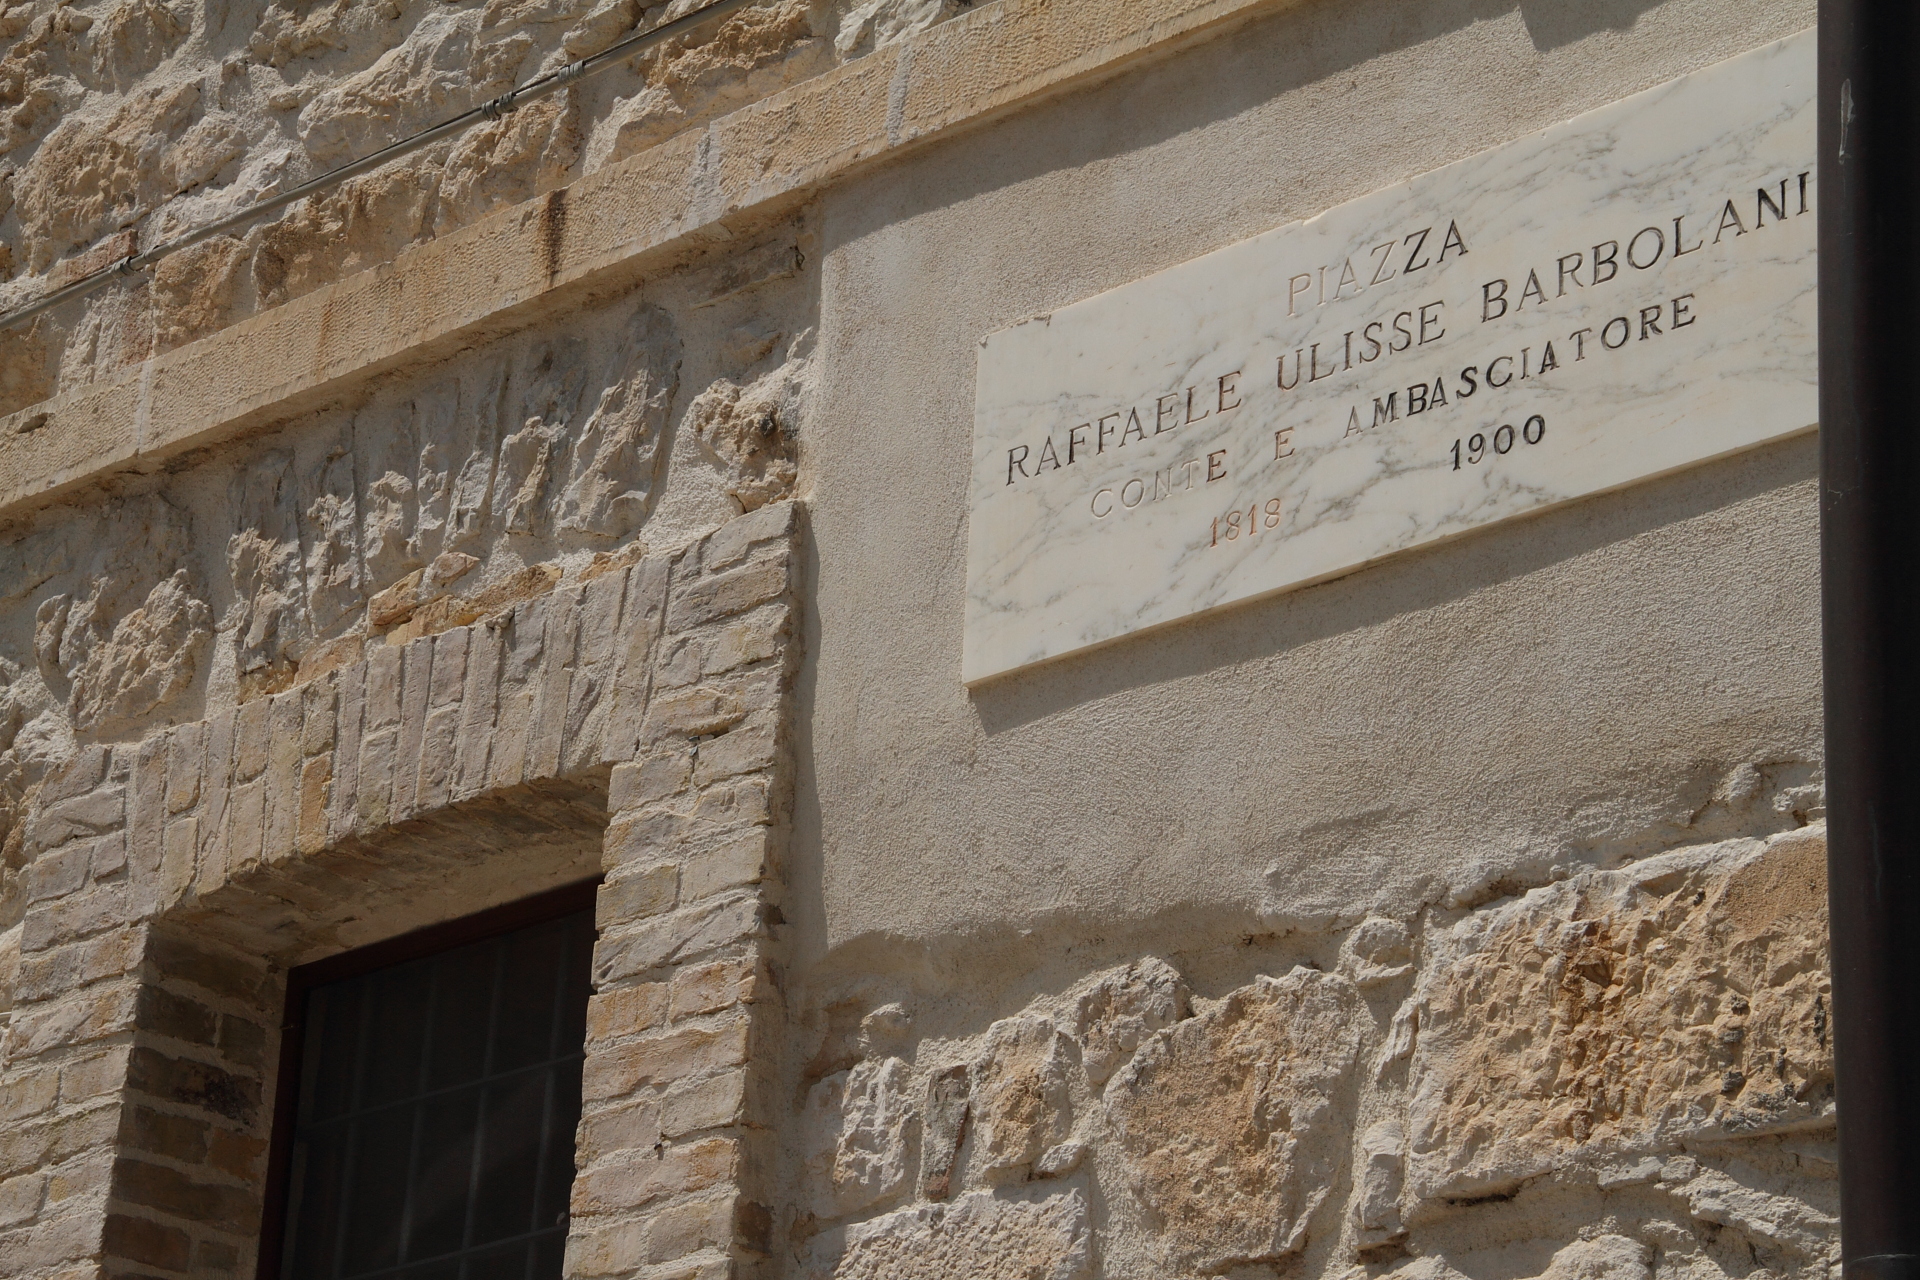 PIAZZA
RAFFAELE ULISSE BARBOLANI
CONTE E AMBASCIATORE
1818 1900